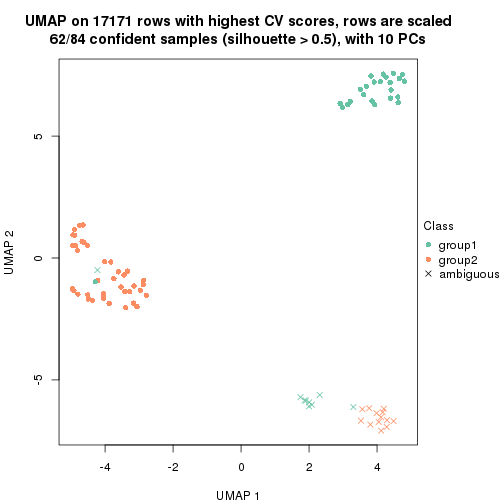 UMAP on 17171 rows with highest CV scores, rows are scaled
62/84 confident samples (silhouette > 0.5), with 10 PCs
UMAP 2
5
0
-5
-4
-2
0
2
4
UMAP 1
Class
group1
group2
ambiguous